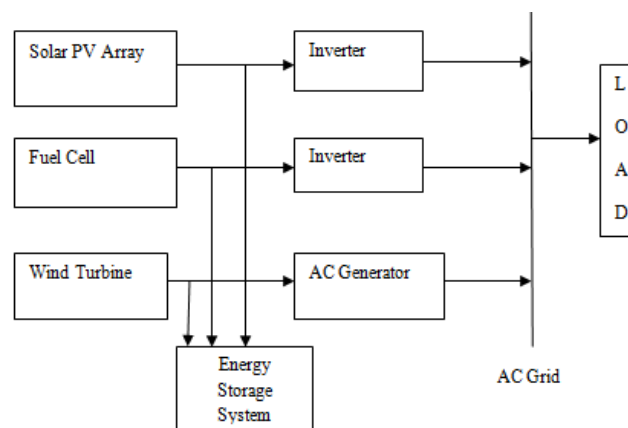 Solar PV Array
Inverter
L
O
A
D
Fuel Cell
Inverter
Wind Turbine
AC Generator
Energy
Storage
System
AC Grid